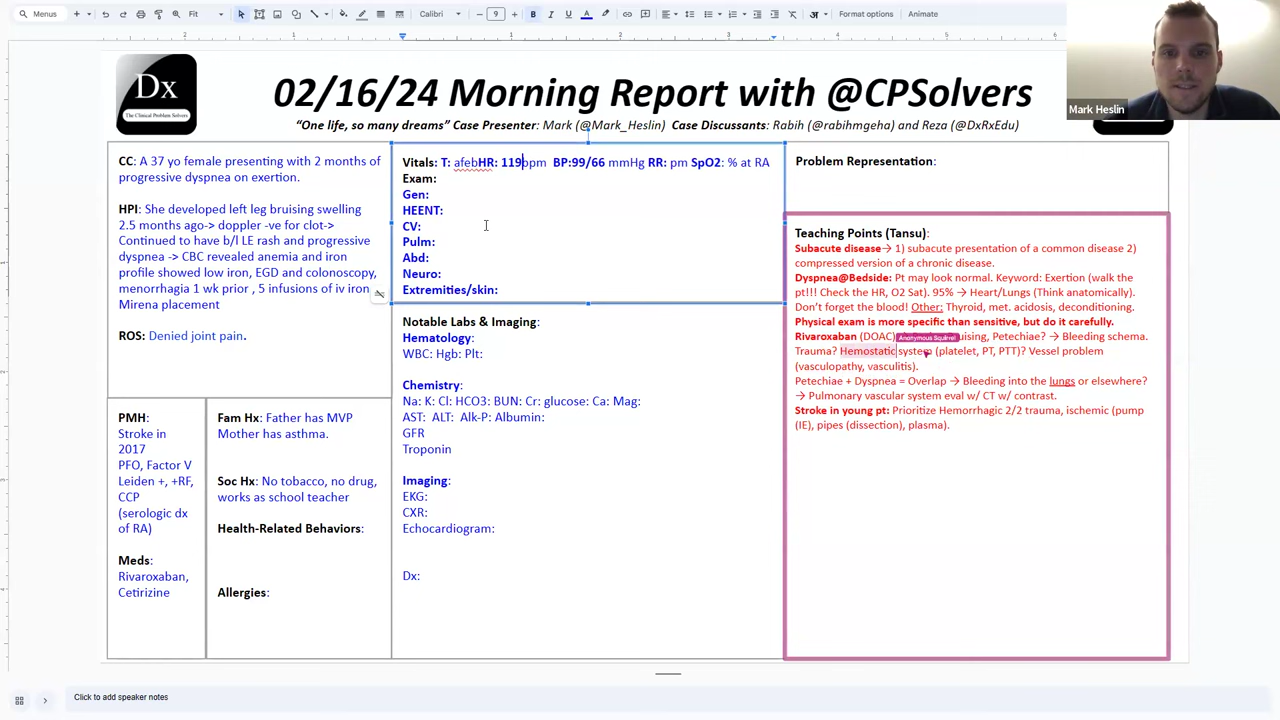 Menus
Fit
Calibri
9
B
I
U
A
Format options
Animate
2
1
1
2
3
4
5
6
Dx
The Clinical Problem Solvers
02/16/24 Morning Report with @CPSolvers
“One life, so many dreams” Case Presenter: Mark (@Mark_Heslin) Case Discussants: Rabih (@rabihmgeha) and Reza (@DxRxEdu)
Mark Heslin
CC: A 37 yo female presenting with 2 months of
progressive dyspnea on exertion.
HPI: She developed left leg bruising swelling
2.5 months ago-> doppler -ve for clot->
Continued to have b/l LE rash and progressive
dyspnea -> CBC revealed anemia and iron
profile showed low iron, EGD and colonoscopy,
menorrhagia 1 wk prior , 5 infusions of iv iron
Mirena placement
ROS: Denied joint pain.
PMH:
Stroke in
2017
PFO, Factor V
Leiden +, +RF,
CCP
(serologic dx
of RA)
Meds:
Rivaroxaban,
Cetirizine
Fam Hx: Father has MVP
Mother has asthma.
Soc Hx: No tobacco, no drug,
works as school teacher
Health-Related Behaviors:
Allergies:
Vitals: T: afebHR: 119bpm BP:99/66 mmHg RR: pm SpO2: % at RA
Exam:
Gen:
HEENT:
CV:
Pulm:
Abd:
Neuro:
Extremities/skin:
Notable Labs & Imaging:
Hematology:
WBC: Hgb: Plt:
Chemistry:
Na: K: Cl: HCO3: BUN: Cr: glucose: Ca: Mag:
AST: ALT: Alk-P: Albumin:
GFR
Troponin
Imaging:
EKG:
CXR:
Echocardiogram:
Dx:
Problem Representation:
Teaching Points (Tansu):
Subacute disease→ 1) subacute presentation of a common disease 2)
compressed version of a chronic disease.
Dyspnea@Bedside: Pt may look normal. Keyword: Exertion (walk the
pt!!! Check the HR, O2 Sat). 95% → Heart/Lungs (Think anatomically).
Don’t forget the blood! Other: Thyroid, met. acidosis, deconditioning.
Physical exam is more specific than sensitive, but do it carefully.
Rivaroxaban (DOAC) Anonymous Squirrel uising, Petechiae? → Bleeding schema.
Trauma? Hemostatic system (platelet, PT, PTT)? Vessel problem
(vasculopathy, vasculitis).
Petechiae + Dyspnea = Overlap → Bleeding into the lungs or elsewhere?
→ Pulmonary vascular system eval w/ CT w/ contrast.
Stroke in young pt: Prioritize Hemorrhagic 2/2 trauma, ischemic (pump
(IE), pipes (dissection), plasma).
Click to add speaker notes